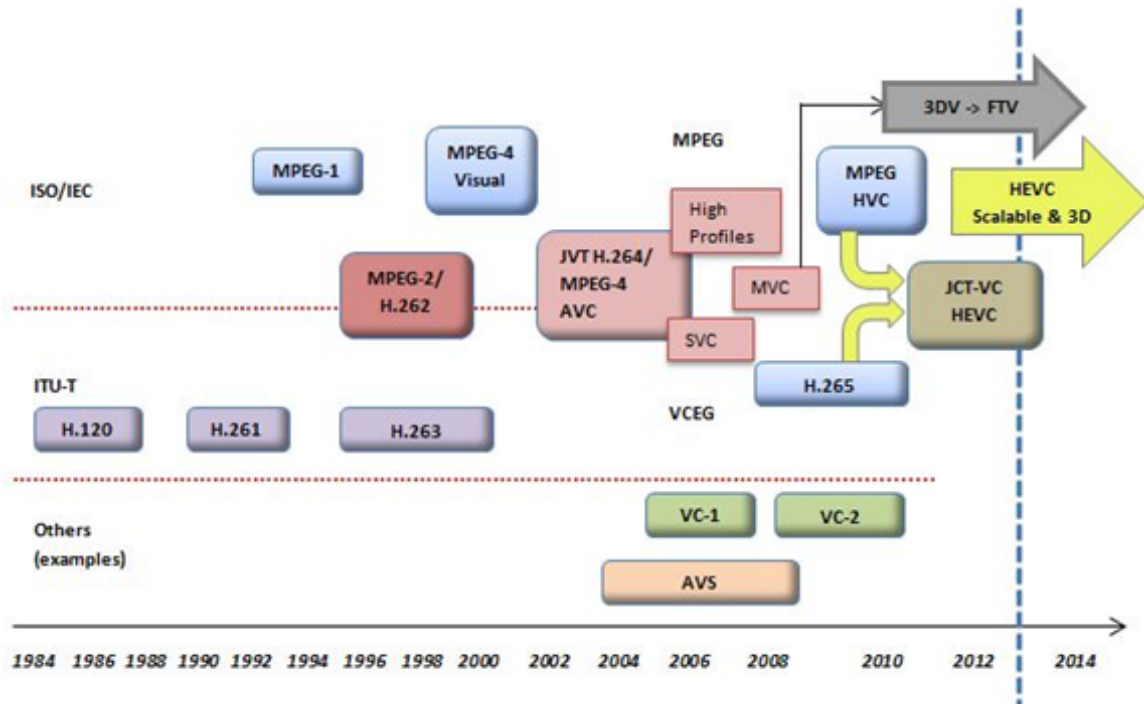 3DV -> FTV
MPEG
MPEG-1
MPEG-4
Visual
MPEG
HVC
ISO/IEC
HEVC
Scalable & 3D
High
Profiles
MPEG-2/
H.262
JVT H.264/
MPEG-4
AVC
MVC
JCT-VC
HEVC
SVC
ITU-T
H.265
VCEG
H.120
H.261
H.263
VC-1
VC-2
Others
(examples)
AVS
1984 1986 1988 1990 1992 1994 1996 1998 2000 2002 2004 2006 2008 2010 2012 2014